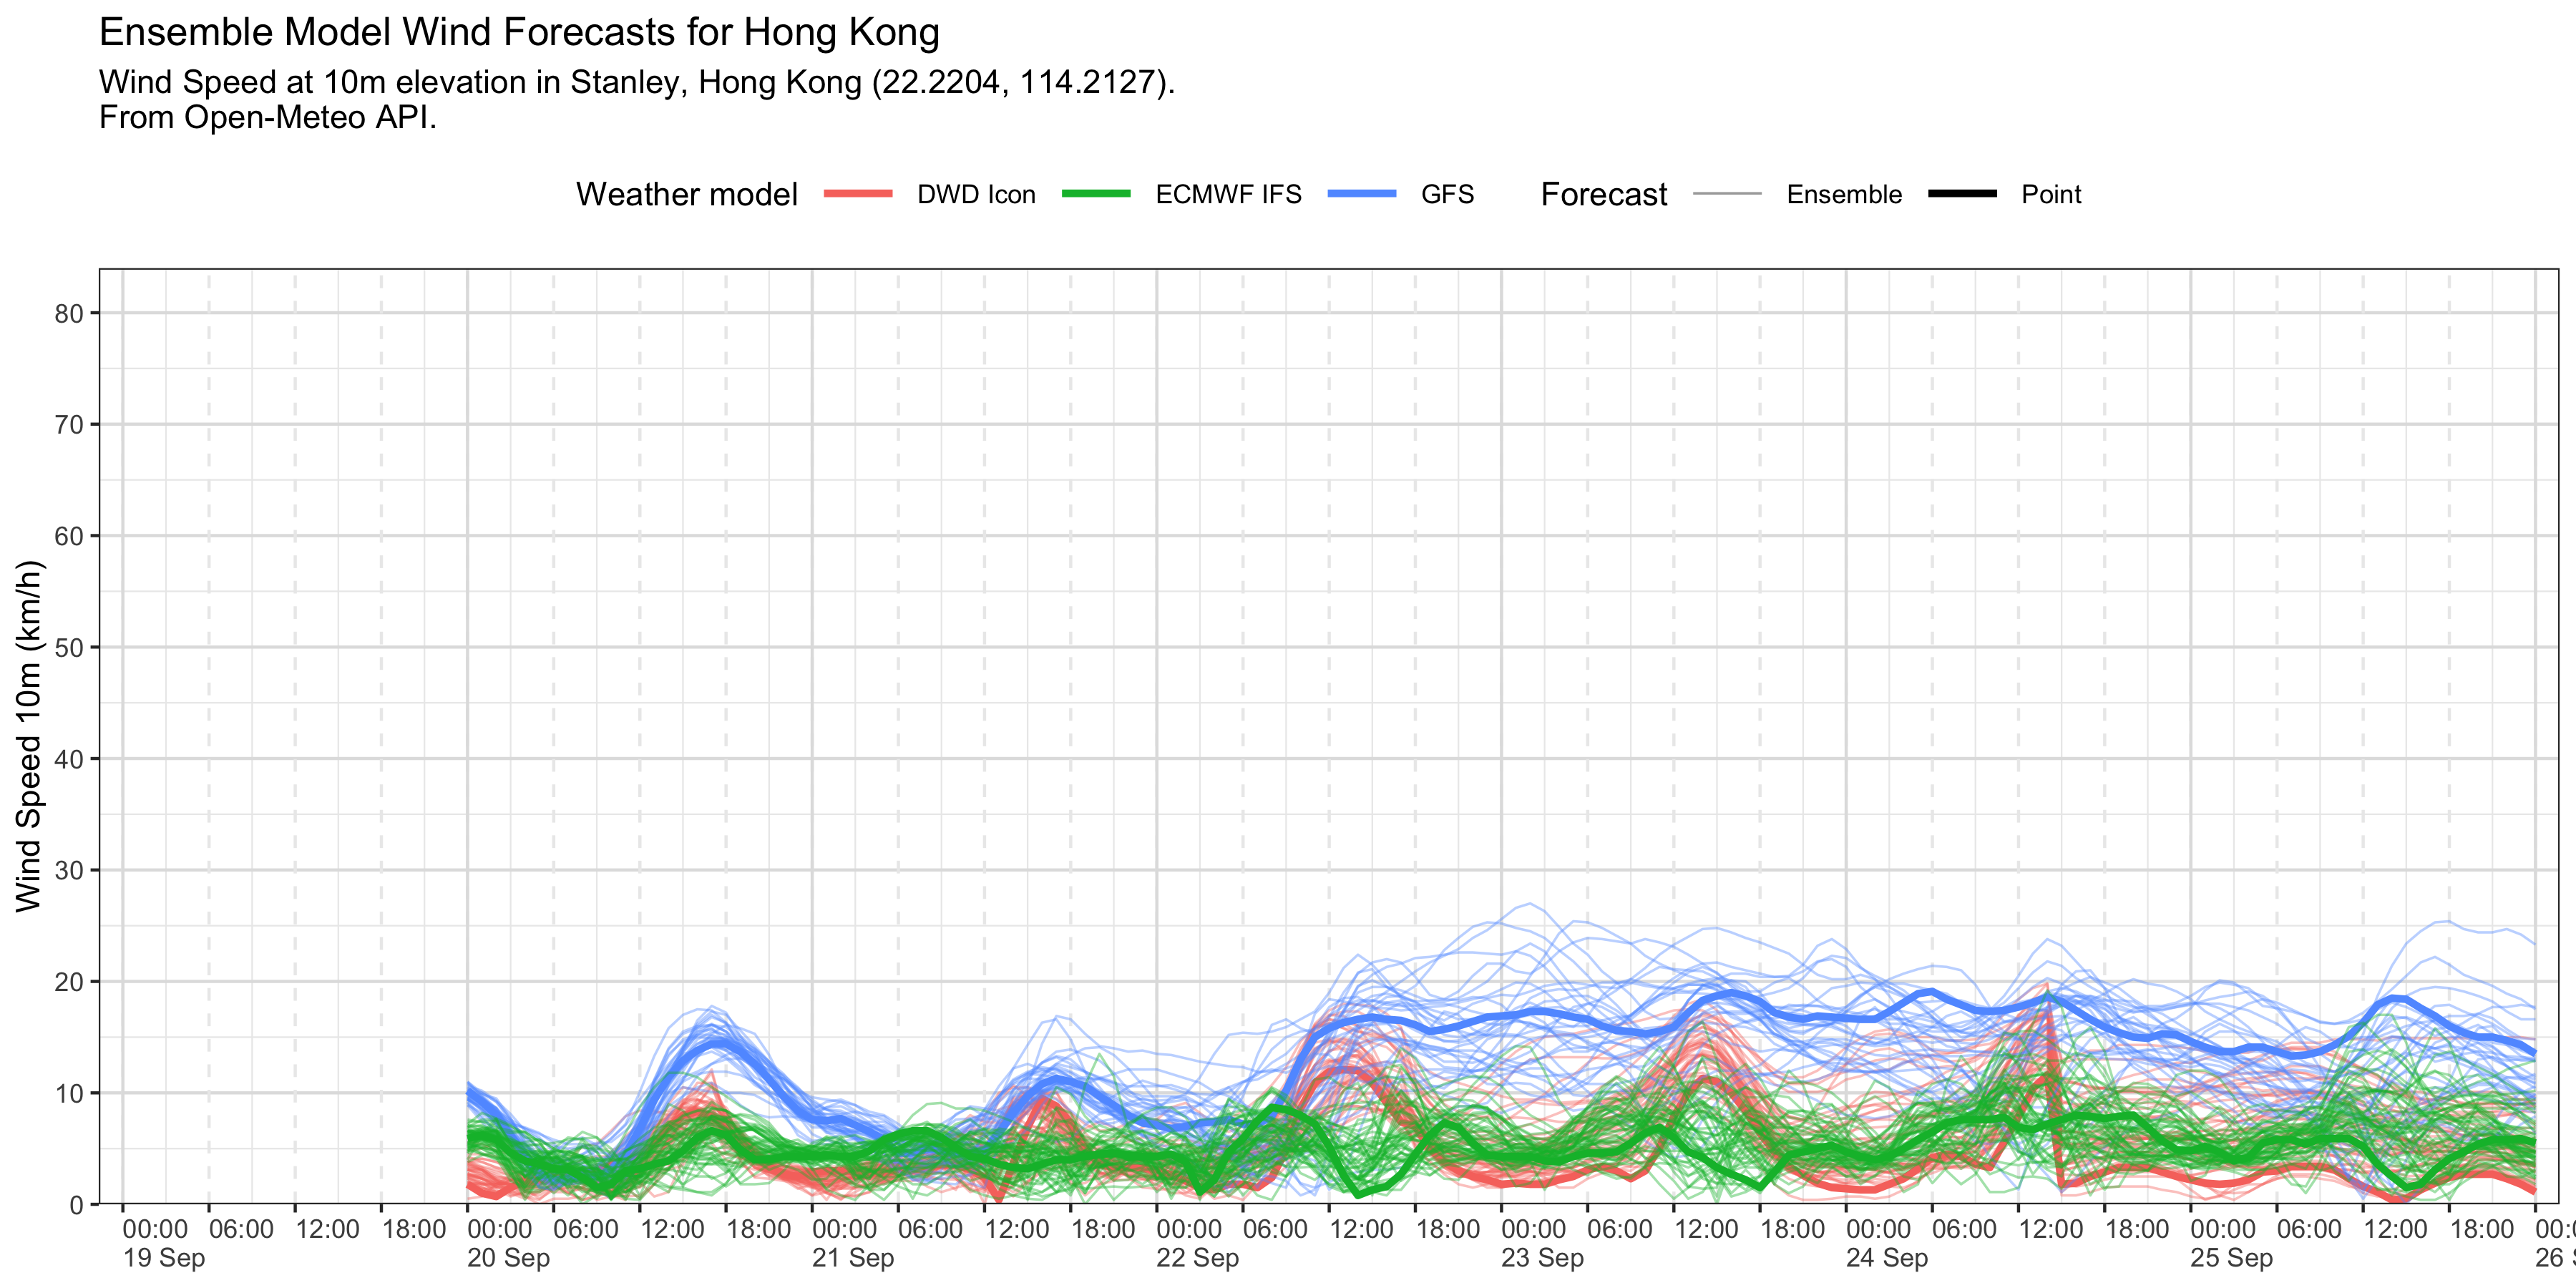 Ensemble Model Wind Forecasts for Hong Kong
Wind Speed at 10m elevation in Stanley, Hong Kong (22.2204, 114.2127).
From Open-Meteo API.
Weather model DWD Icon ECMWF IFS GFS Forecast Ensemble Point
Wind Speed 10m (km/h)
80
70
60
50
40
30
20
10
0
00:00 06:00 12:00 18:00 00:00 06:00 12:00 18:00 00:00 06:00 12:00 18:00 00:00 06:00 12:00 18:00 00:00 06:00 12:00 18:00 00:00 06:00 12:00 18:00 00:00 06:00 12:00 18:00
19 Sep 20 Sep 21 Sep 22 Sep 23 Sep 24 Sep 25 Sep 26